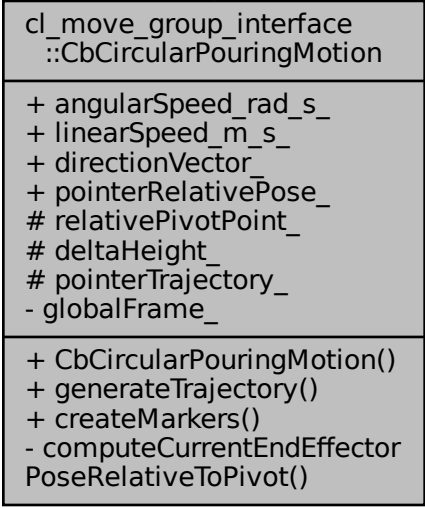 cl_move_group_interface
::CbCircularPouringMotion
+ angularSpeed_rad_s_
+ linearSpeed_m_s_
+ directionVector_
+ pointerRelativePose_
# relativePivotPoint_
# deltaHeight_
# pointerTrajectory_
- globalFrame_
+ CbCircularPouringMotion()
+ generateTrajectory()
+ createMarkers()
- computeCurrentEndEffector
PoseRelativeToPivot()